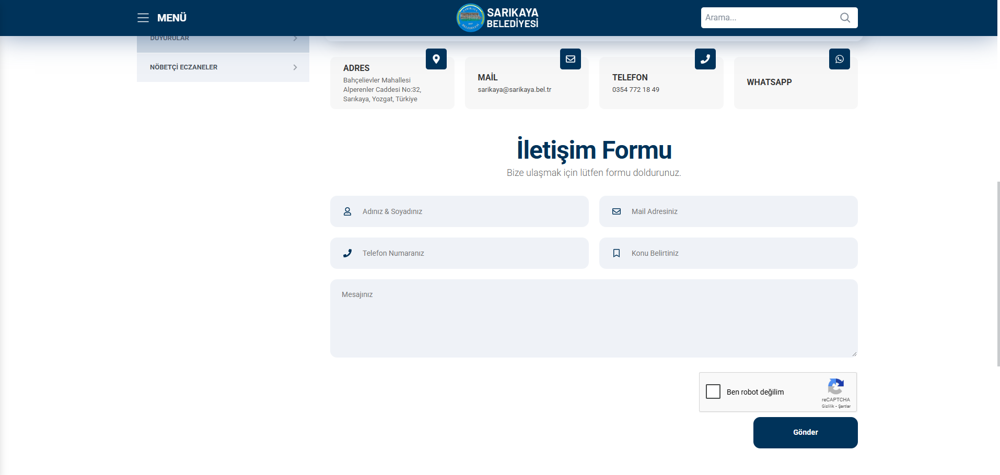 MENÜ
SARIKAYA
BELEDİYESİ
Arama...
DUYURULAR
NÖBETÇİ ECZANELER
ADRES
Bahçelievler Mahallesi
Alperenler Caddesi No:32,
Sarıkaya, Yozgat, Türkiye
MAİL
sarikaya@sarikaya.bel.tr
TELEFON
0354 772 18 49
WHATSAPP
İletişim Formu
Bize ulaşmak için lütfen formu doldurunuz.
Adınız & Soyadınız
Mail Adresiniz
Telefon Numaranız
Konu Belirtiniz
Mesajınız
Ben robot değilim
reCAPTCHA
Gizlilik - Şartlar
Gönder